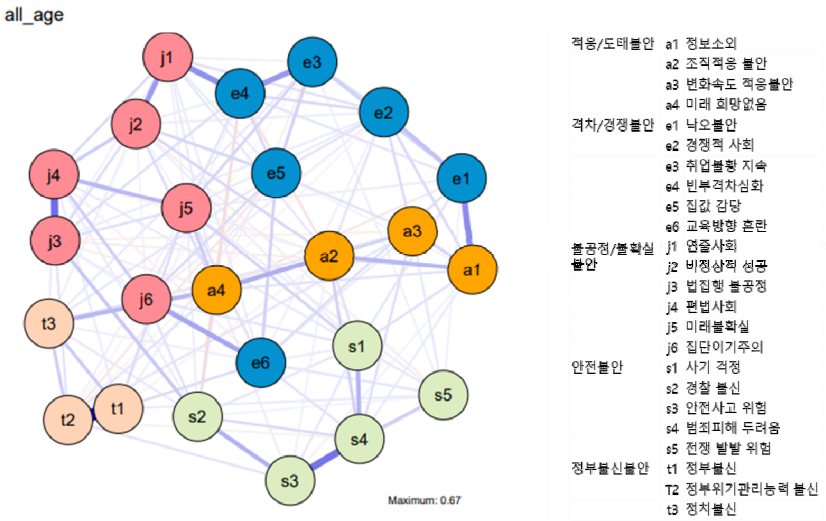 all_age
j1
e3
e4
e2
j2
j4
e5
e1
j5
j3
a3
a2
a1
a4
j6
t3
s1
e6
s5
t1
t2
s2
s4
s3
Maximum: 0.67
적응/도태불안 a1 정보소외
a2 조직적응 불안
a3 변화속도 적응불안
a4 미래 희망없음
격차/경쟁불안 e1 낙오불안
e2 경쟁적 사회
e3 취업불황 지속
e4 빈부격차심화
e5 집값 감당
e6 교육방향 혼란
불공정/불확실 j1 연줄사회
불안 j2 비정상적 성공
j3 법집행 불공정
j4 편법사회
j5 미래불확실
j6 집단이기주의
안전불안 s1 사기 걱정
s2 경찰 불신
s3 안전사고 위험
s4 범죄피해 두려움
s5 전쟁 발발 위험
정부불신불안 t1 정부불신
T2 정부위기관리능력 불신
t3 정치불신